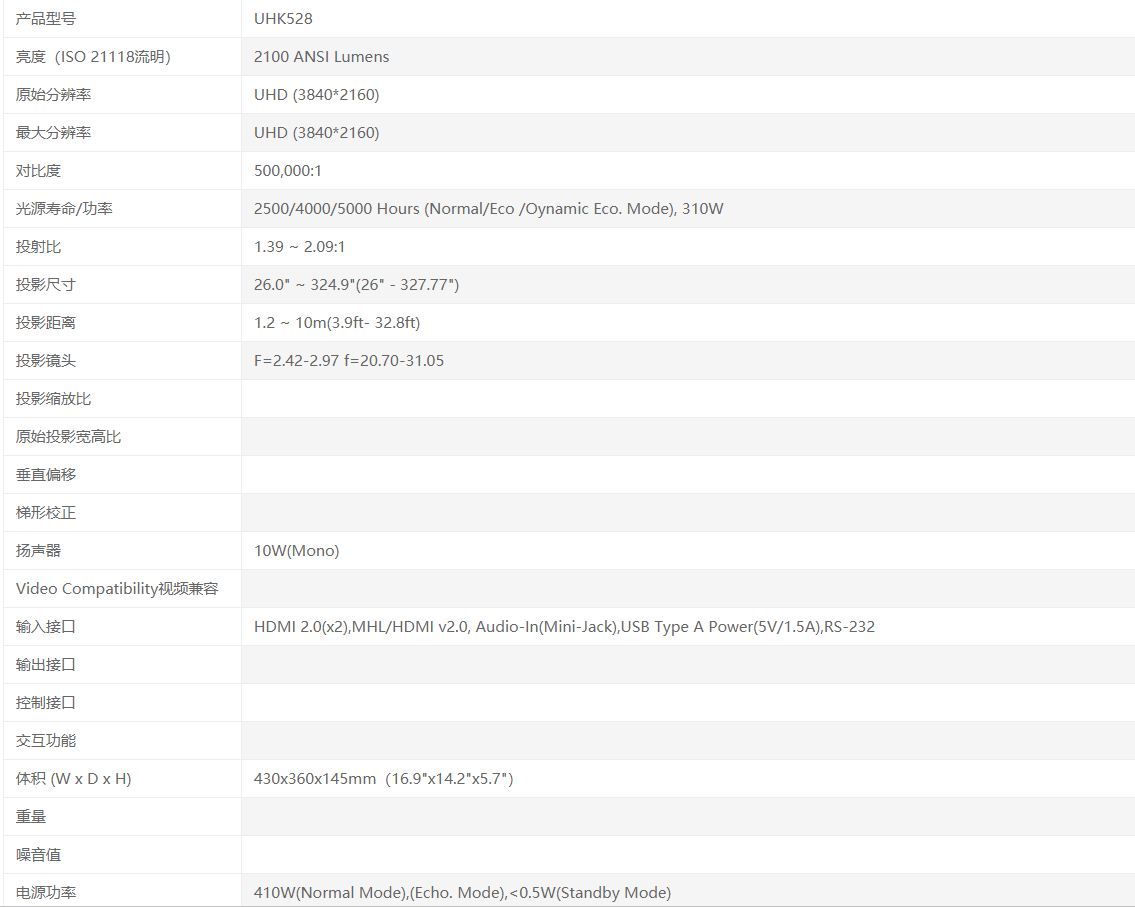 产品型号 UHK528
亮度（ISO 21118流明） 2100 ANSI Lumens
原始分辨率 UHD (3840*2160)
最大分辨率 UHD (3840*2160)
对比度 500,000:1
光源寿命/功率 2500/4000/5000 Hours (Normal/Eco /Oynamic Eco. Mode), 310W
投射比 1.39 ~ 2.09:1
投影尺寸 26.0" ~ 324.9"(26" - 327.77")
投影距离 1.2 ~ 10m(3.9ft- 32.8ft)
投影镜头 F=2.42-2.97 f=20.70-31.05
投影缩放比
原始投影宽高比
垂直偏移
梯形校正
扬声器 10W(Mono)
Video Compatibility视频兼容
输入接口 HDMI 2.0(x2),MHL/HDMI v2.0, Audio-In(Mini-Jack),USB Type A Power(5V/1.5A),RS-232
输出接口
控制接口
交互功能
体积 (W x D x H) 430x360x145mm（16.9"x14.2"x5.7"）
重量
噪音值
电源功率 410W(Normal Mode),(Echo. Mode),<0.5W(Standby Mode)